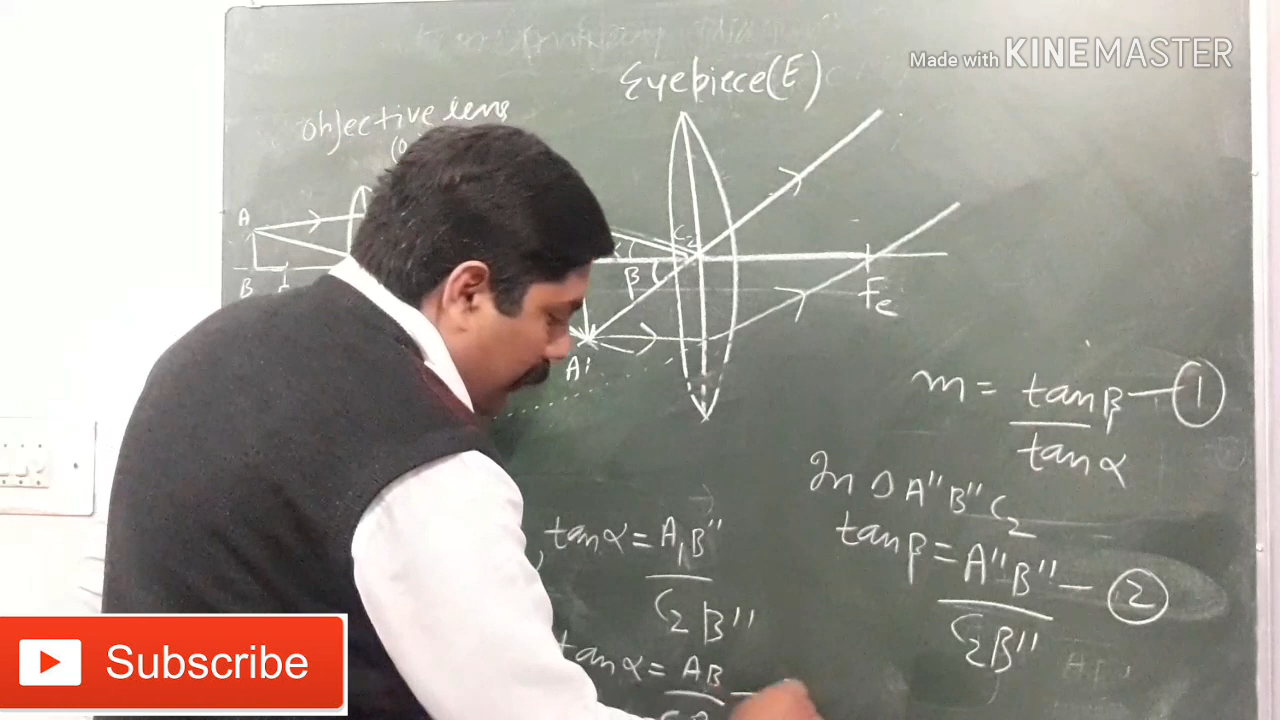 Made with KINEMASTER
Eyepiece(E)
Objective lens
A
B
C2
β
Fe
A'
m = tanβ — 1
tanα
In Δ A"B"C2
tanβ = A"B" — 2
C2B"
tanα = A1B"
C2B"
tanα = AB
Subscribe